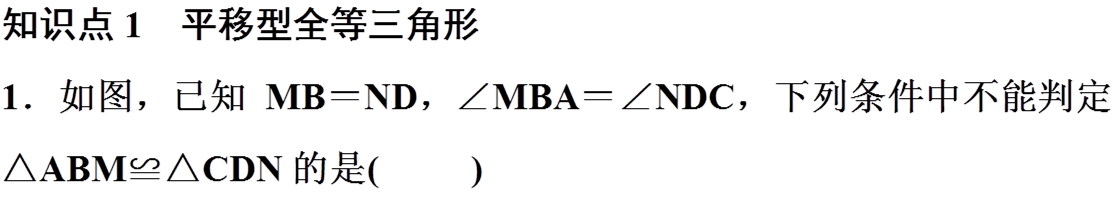 知识点 1　平移型全等三角形
1．如图，已知 MB＝ND，∠MBA＝∠NDC，下列条件中不能判定
△ABM≌△CDN 的是(　　)